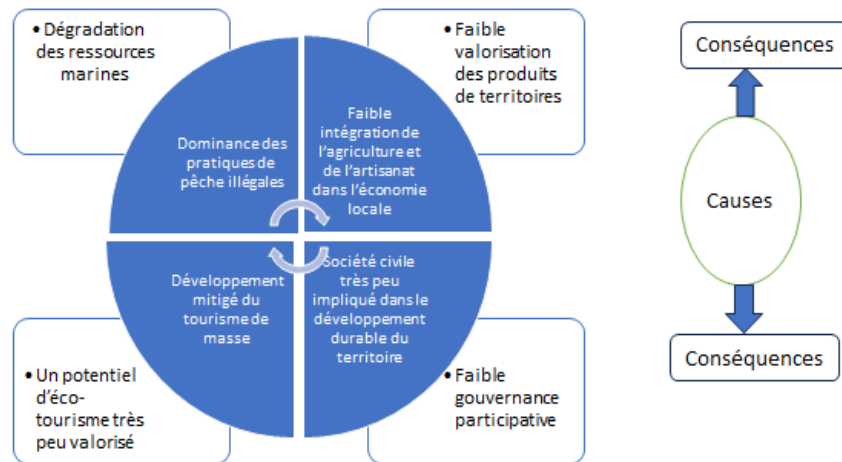 • Dégradation
des ressources
marines
• Faible
valorisation
des produits
de territoires
Dominance des
pratiques de
pêche illégales
Faible
intégration de
l'agriculture et
de l'artisanat
dans l'économie
locale
Développement
mitigé du
tourisme de
masse
Société civile
très peu
impliqué dans le
développement
durable du
territoire
• Un potentiel
d'éco-
tourisme très
peu valorisé
• Faible
gouvernance
participative
Conséquences
Causes
Conséquences